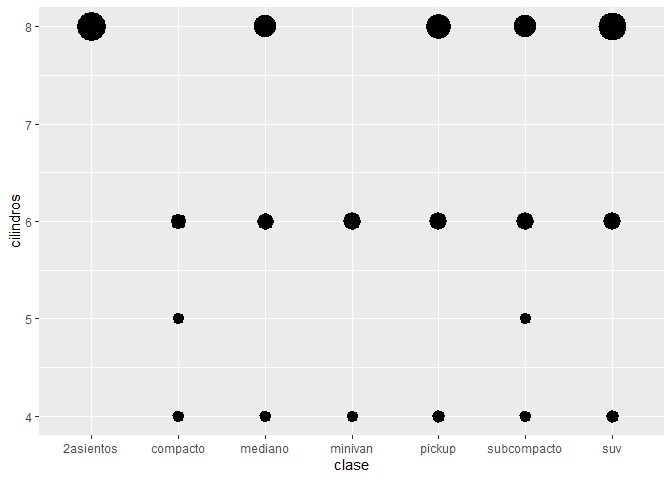 8
7
6
5
4
cilindros
2asientos compacto mediano minivan pickup subcompacto suv
clase